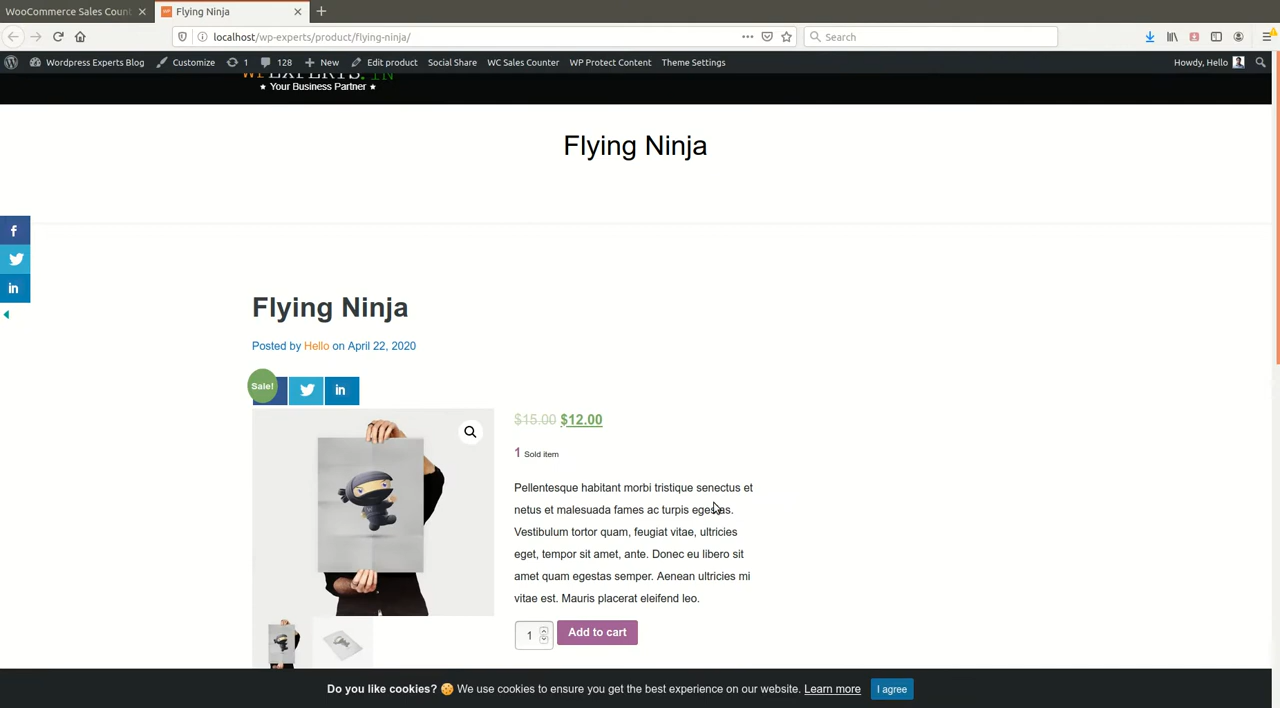 WooCommerce Sales Count
Flying Ninja
localhost/wp-experts/product/flying-ninja/
Search
Wordpress Experts Blog
Customize
1
128
New
Edit product
Social Share
WC Sales Counter
WP Protect Content
Theme Settings
Howdy, Hello
WPEXPERTS.IN
★ Your Business Partner ★
Flying Ninja
Flying Ninja
Posted by Hello on April 22, 2020
Sale!
$15.00 $12.00
1 Sold item
Pellentesque habitant morbi tristique senectus et
netus et malesuada fames ac turpis egestas.
Vestibulum tortor quam, feugiat vitae, ultricies
eget, tempor sit amet, ante. Donec eu libero sit
amet quam egestas semper. Aenean ultricies mi
vitae est. Mauris placerat eleifend leo.
1
Add to cart
Do you like cookies? 🍪 We use cookies to ensure you get the best experience on our website. Learn more
I agree